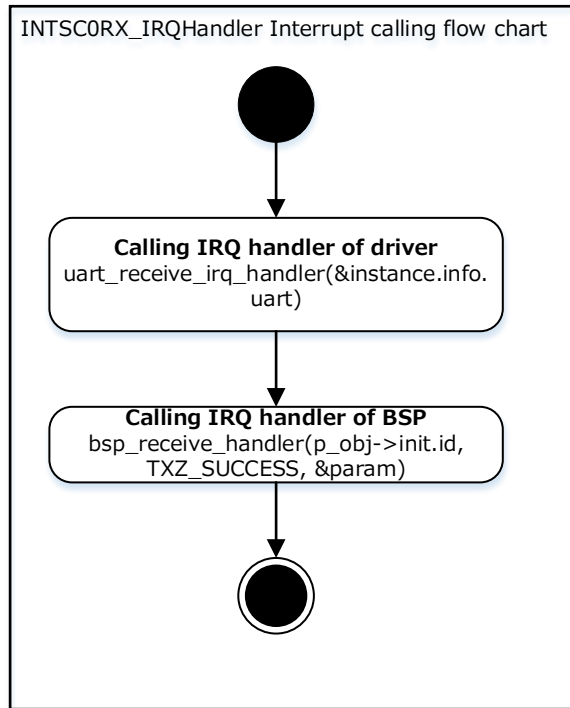 INTSC0RX_IRQHandler Interrupt calling flow chart
Calling IRQ handler of driver
uart_receive_irq_handler(&instance.info.
uart)
Calling IRQ handler of BSP
bsp_receive_handler(p_obj->init.id,
TXZ_SUCCESS, &param)